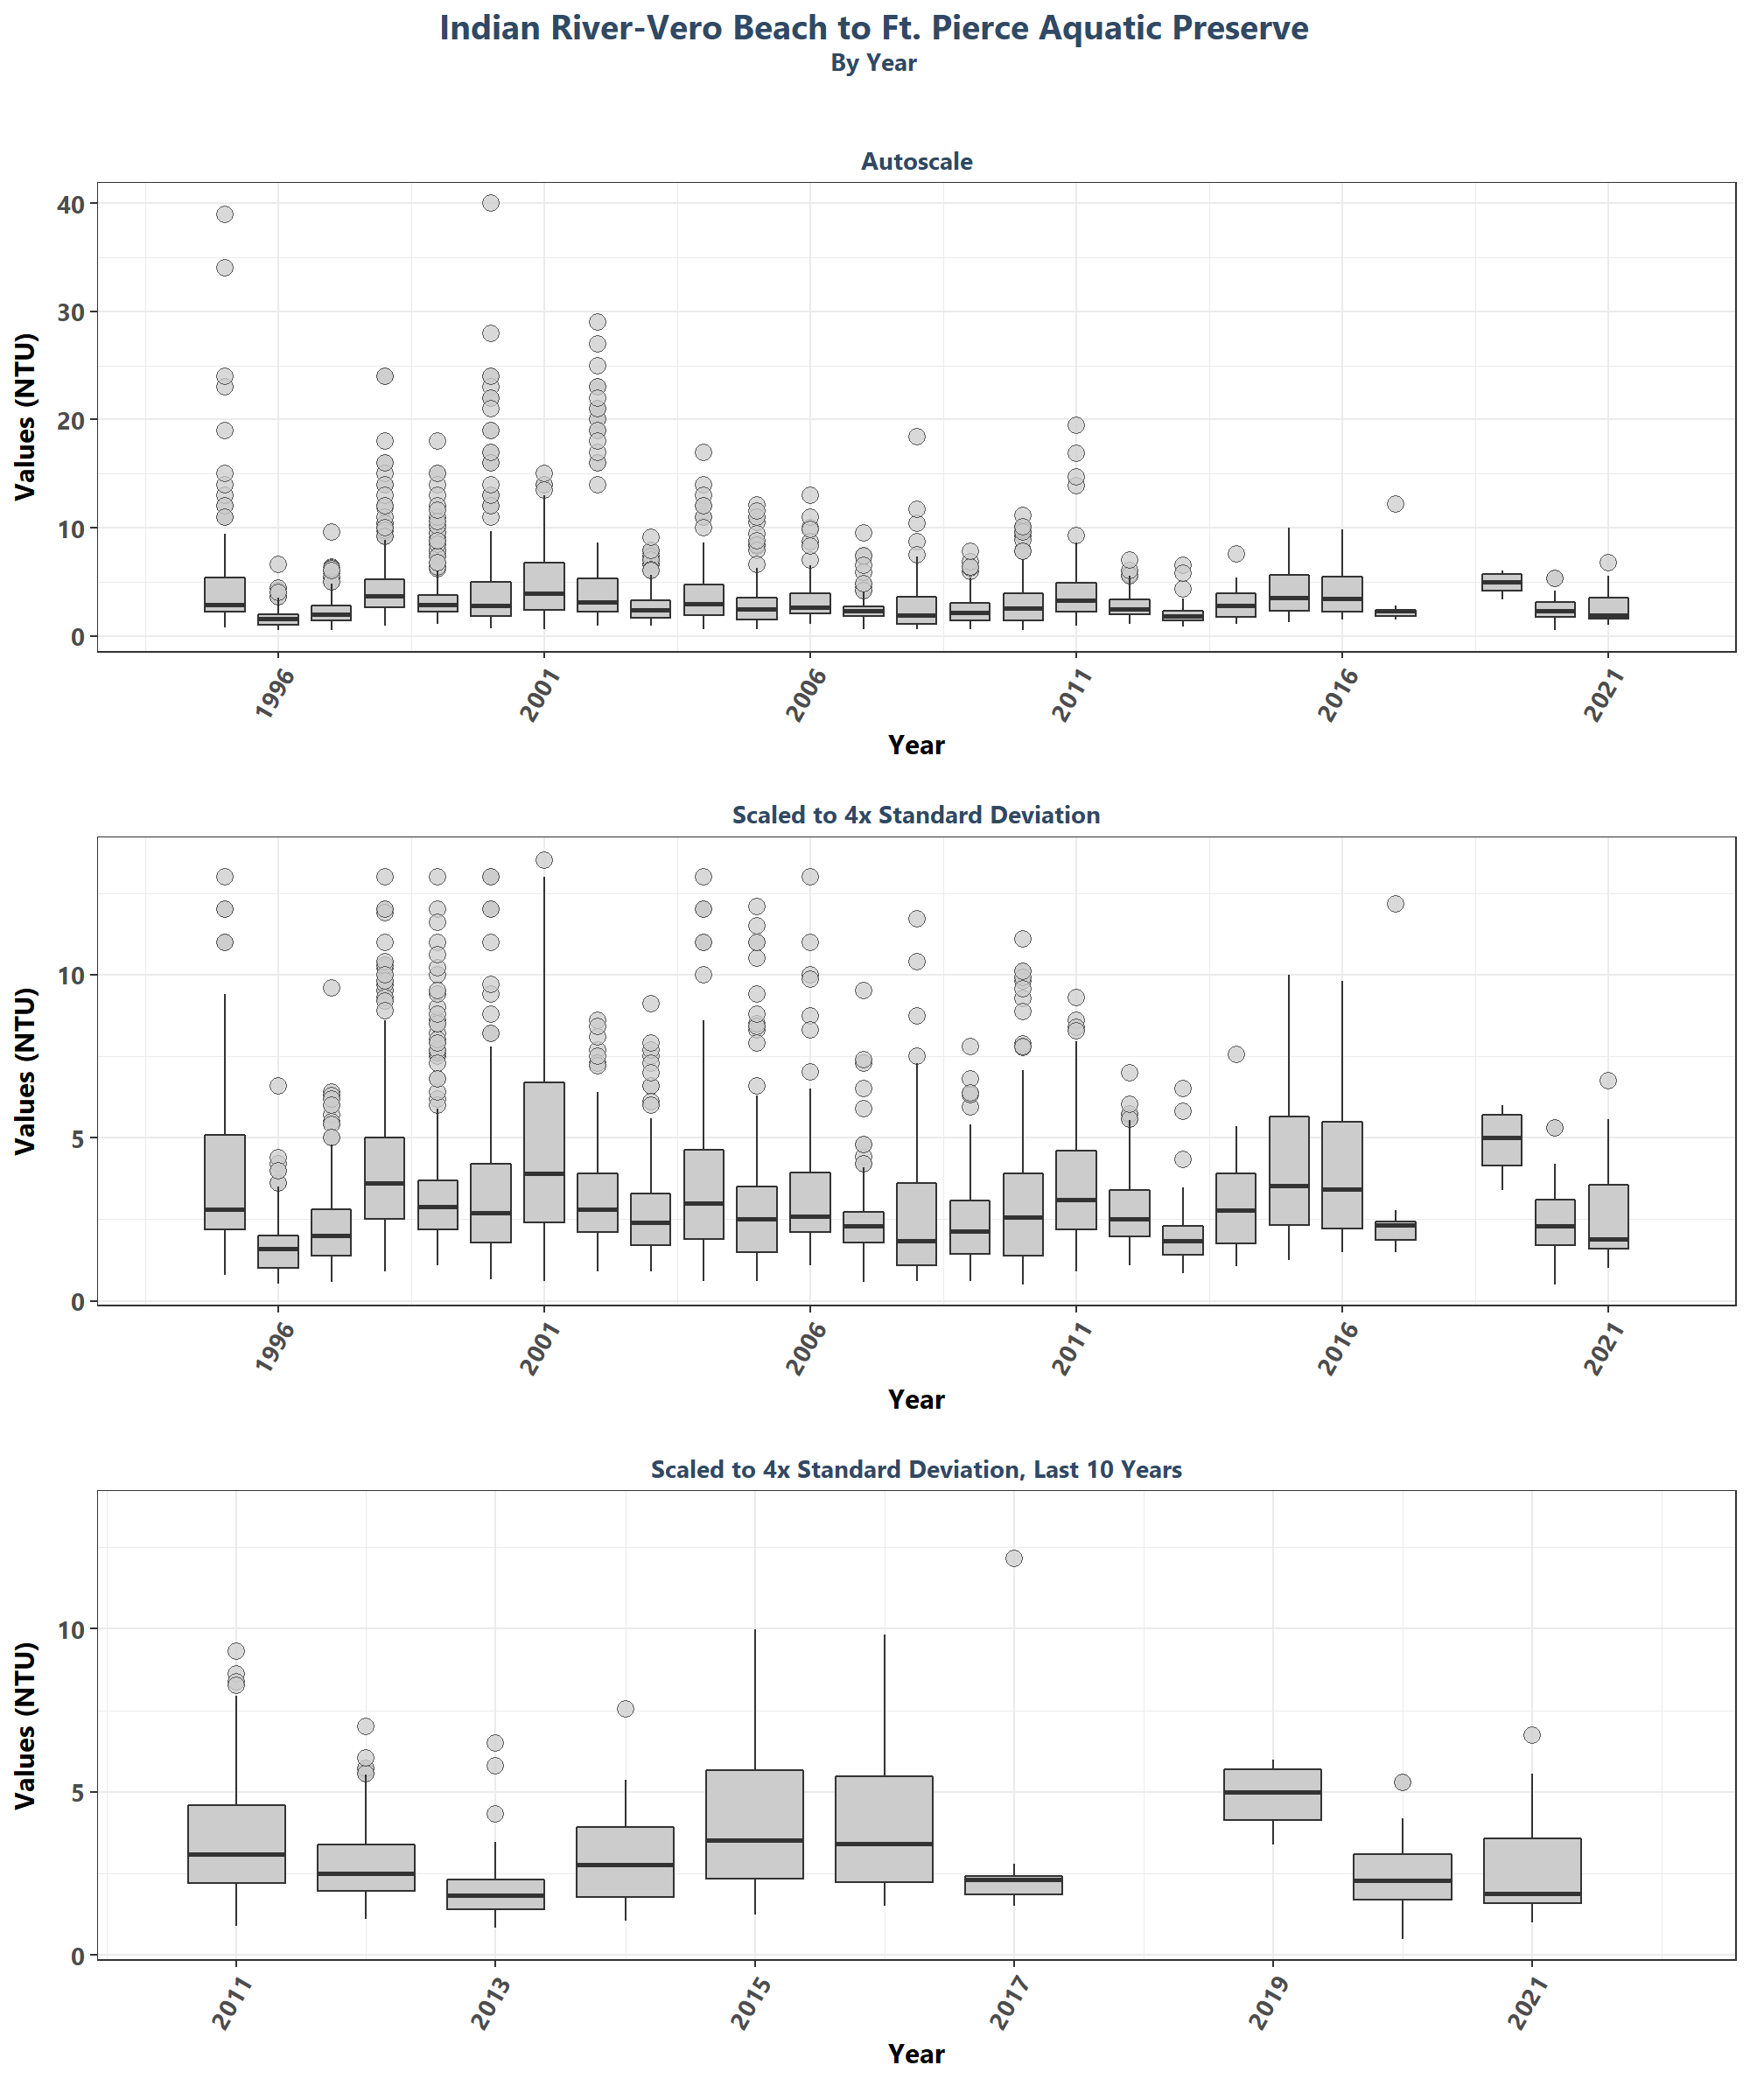 Indian River-Vero Beach to Ft. Pierce Aquatic Preserve
By Year
Autoscale
Values (NTU)
40
30
20
10
0
1996
2001
2006
2011
2016
2021
Year
Scaled to 4x Standard Deviation
Values (NTU)
10
5
0
1996
2001
2006
2011
2016
2021
Year
Scaled to 4x Standard Deviation, Last 10 Years
Values (NTU)
10
5
0
2011
2013
2015
2017
2019
2021
Year